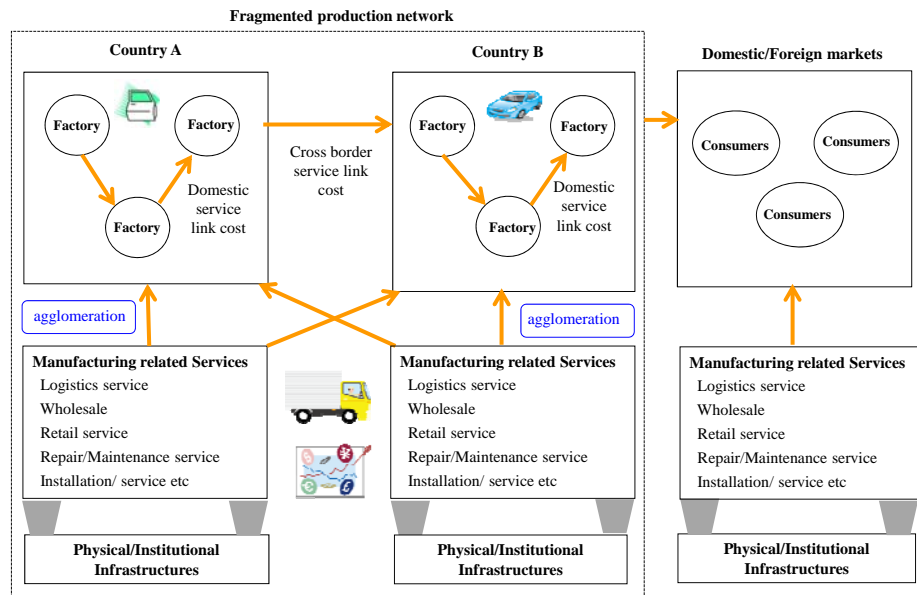 Fragmented production network
Country A
Country B
Domestic/Foreign markets
Factory
Factory
Factory
Domestic
service
link cost
Cross border
service link
cost
Factory
Factory
Factory
Domestic
service
link cost
Consumers
Consumers
Consumers
agglomeration
agglomeration
Manufacturing related Services
Logistics service
Wholesale
Retail service
Repair/Maintenance service
Installation/ service etc
Physical/Institutional
Infrastructures
Manufacturing related Services
Logistics service
Wholesale
Retail service
Repair/Maintenance service
Installation/ service etc
Physical/Institutional
Infrastructures
Manufacturing related Services
Logistics service
Wholesale
Retail service
Repair/Maintenance service
Installation/ service etc
Physical/Institutional
Infrastructures